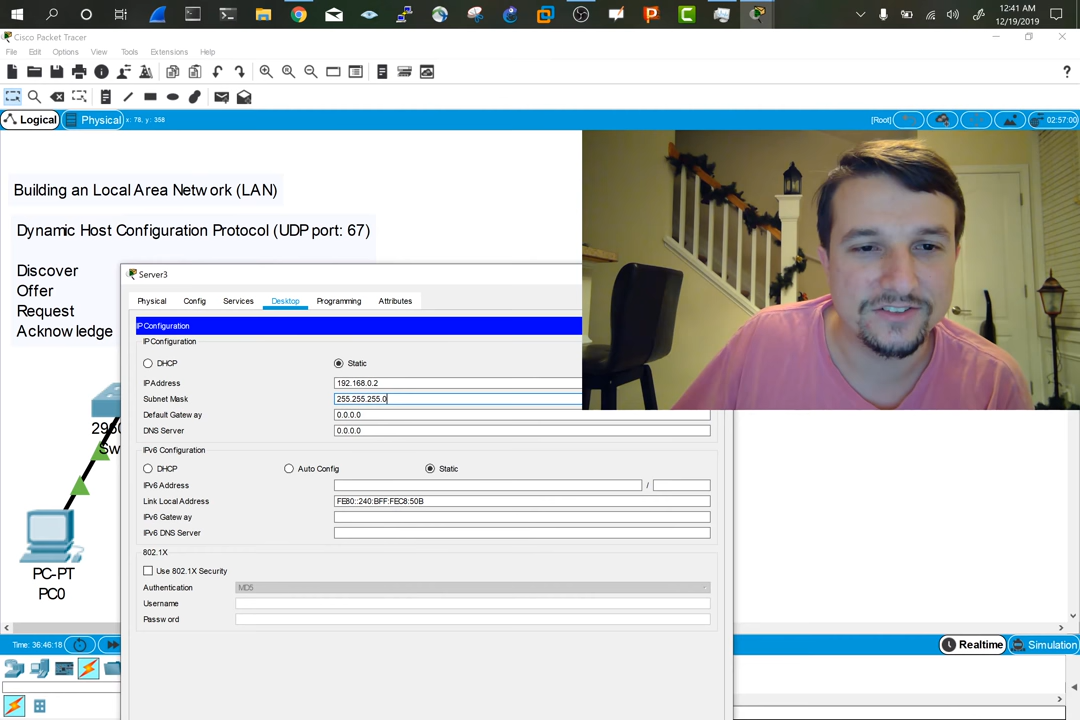 12:41 AM
12/19/2019
Cisco Packet Tracer
File Edit Options View Tools Extensions Help
?
Logical Physical x: 78, y: 358 [Root] 02:57:00
Building an Local Area Network (LAN)
Dynamic Host Configuration Protocol (UDP port: 67)
Discover
Offer
Request
Acknowledge
Server3
Physical Config Services Desktop Programming Attributes
IP Configuration
IP Configuration
DHCP Static
IP Address 192.168.0.2
Subnet Mask 255.255.255.0
Default Gateway 0.0.0.0
DNS Server 0.0.0.0
IPv6 Configuration
DHCP Auto Config Static
IPv6 Address /
Link Local Address FE80::240:BFF:FEC8:50B
IPv6 Gateway
IPv6 DNS Server
802.1X
Use 802.1X Security
Authentication MD5
Username
Password
PC-PT
PC0
Time: 36:46:18 Realtime Simulation